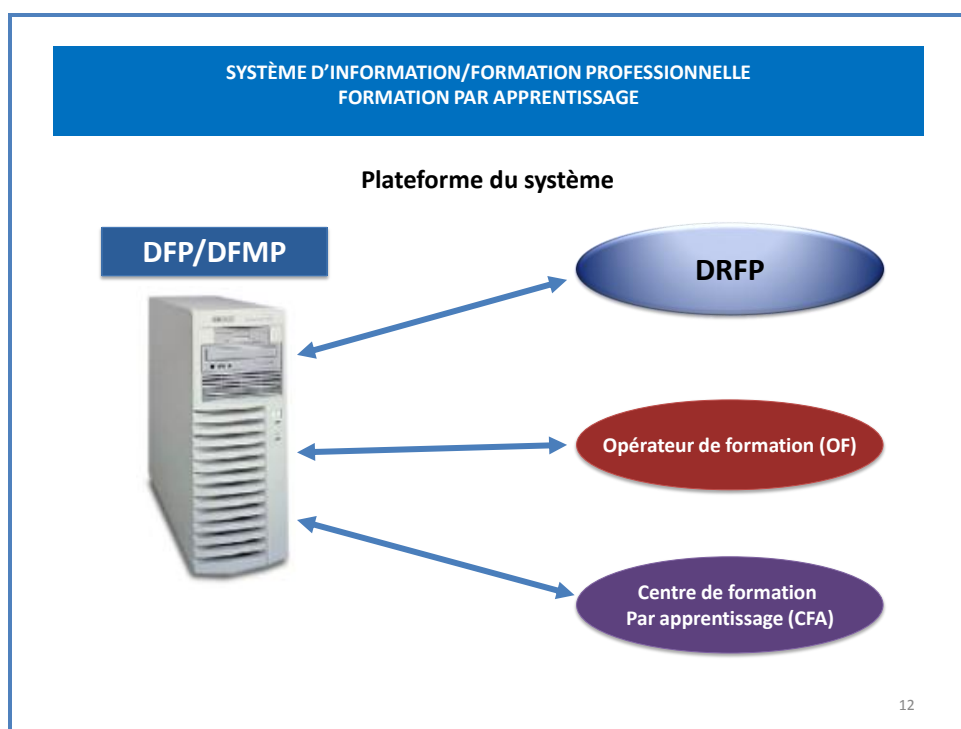 SYSTÈME D'INFORMATION/FORMATION PROFESSIONNELLE
FORMATION PAR APPRENTISSAGE
Plateforme du système
DFP/DFMP
DRFP
Opérateur de formation (OF)
Centre de formation
Par apprentissage (CFA)
12